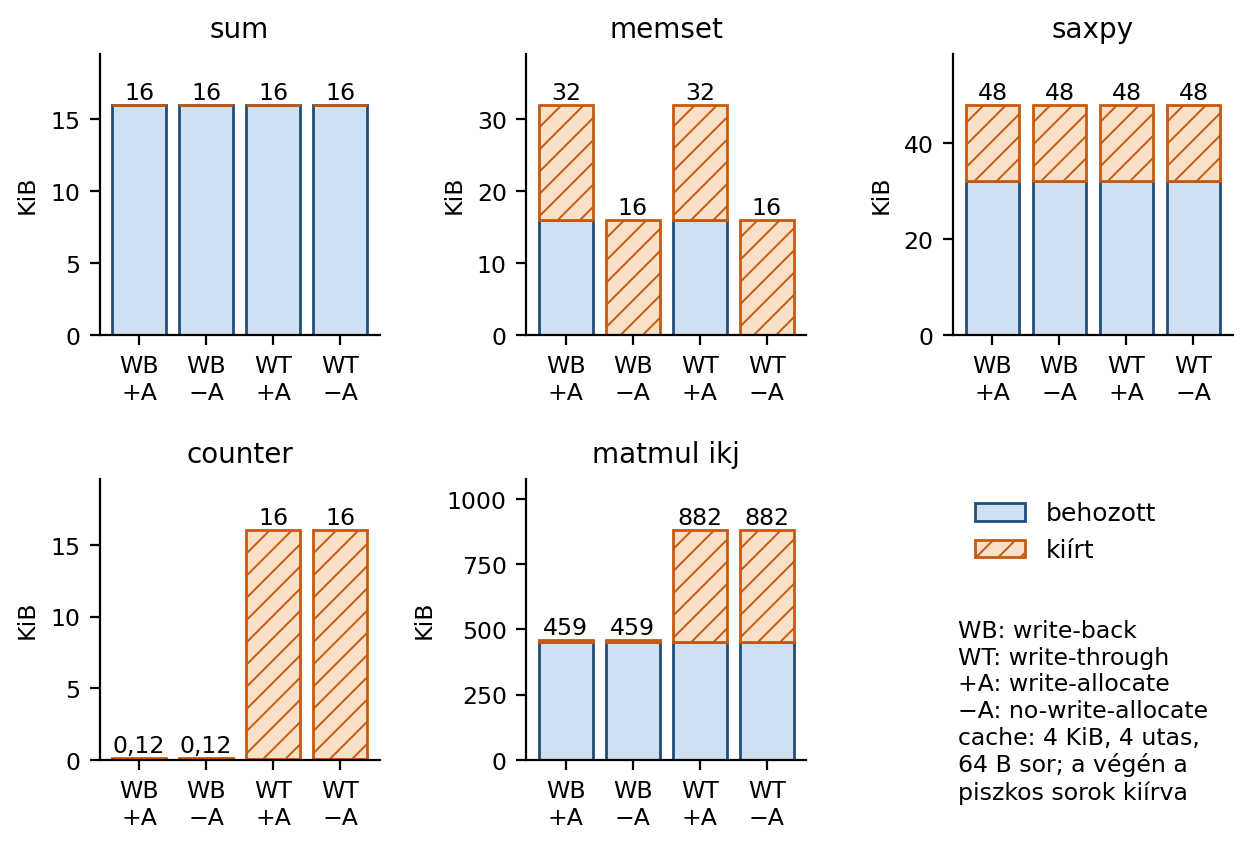 sum
16 16 16 16
15
10
5
0
KiB
WB WB WT WT
+A −A +A −A
memset
32 16 32 16
30
20
10
0
KiB
WB WB WT WT
+A −A +A −A
saxpy
48 48 48 48
40
20
0
KiB
WB WB WT WT
+A −A +A −A
counter
0,12 0,12 16 16
15
10
5
0
KiB
WB WB WT WT
+A −A +A −A
matmul ikj
459 459 882 882
1000
750
500
250
0
KiB
WB WB WT WT
+A −A +A −A
behozott
kiírt
WB: write-back
WT: write-through
+A: write-allocate
−A: no-write-allocate
cache: 4 KiB, 4 utas,
64 B sor; a végén a
piszkos sorok kiírva